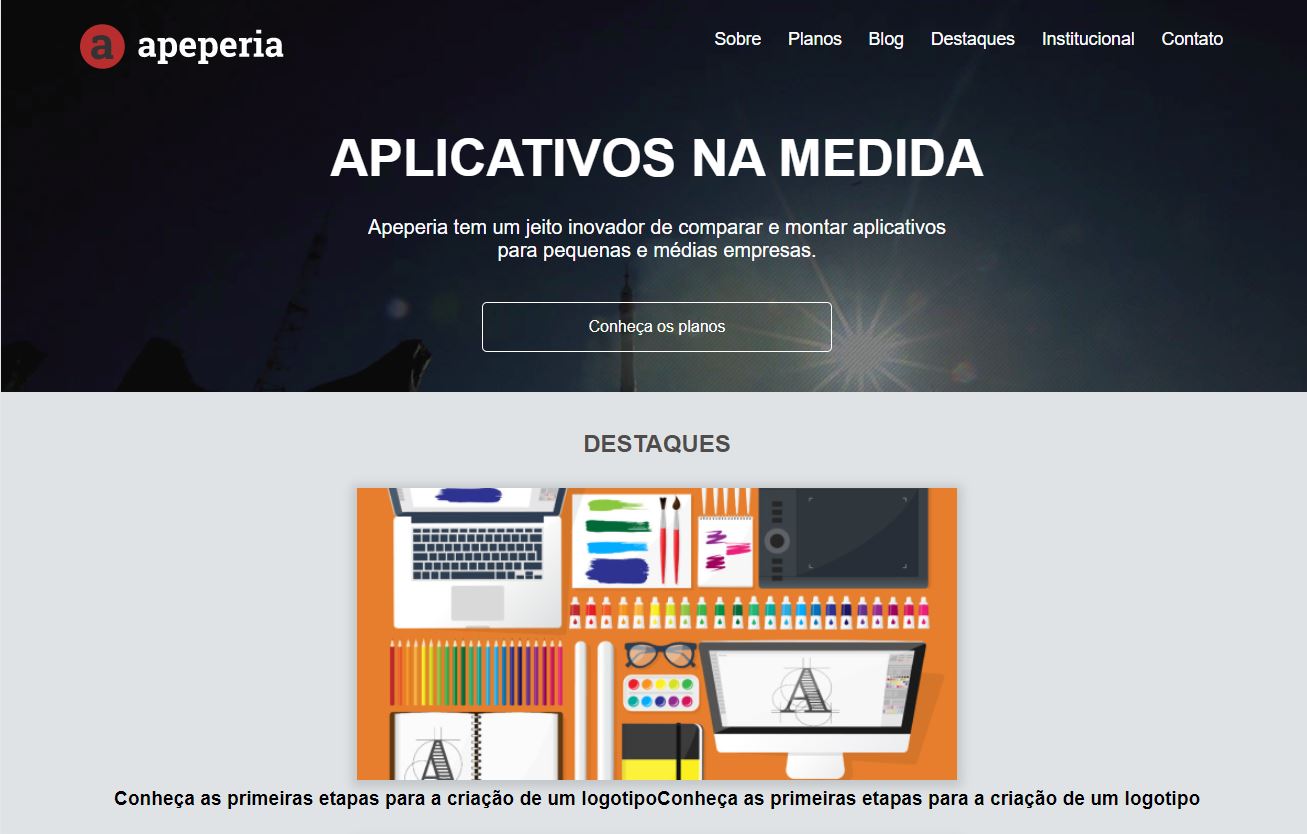 a apeperia
Sobre Planos Blog Destaques Institucional Contato
APLICATIVOS NA MEDIDA
Apeperia tem um jeito inovador de comparar e montar aplicativos
para pequenas e médias empresas.
Conheça os planos
DESTAQUES
A
A
Conheça as primeiras etapas para a criação de um logotipoConheça as primeiras etapas para a criação de um logotipo